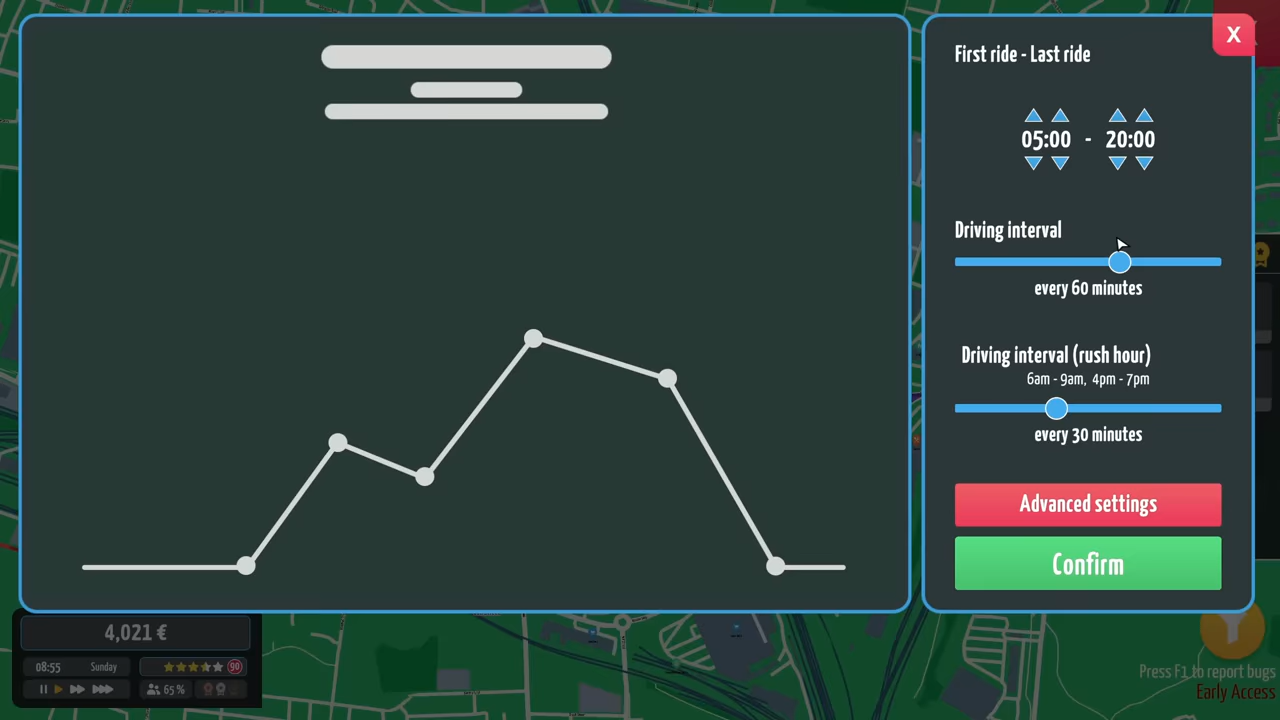 First ride - Last ride
X
05:00 - 20:00
Driving interval
every 60 minutes
Driving interval (rush hour)
6am - 9am, 4pm - 7pm
every 30 minutes
Advanced settings
Confirm
4,021 €
08:55 Sunday
90
65 %
Press F1 to report bugs
Early Access